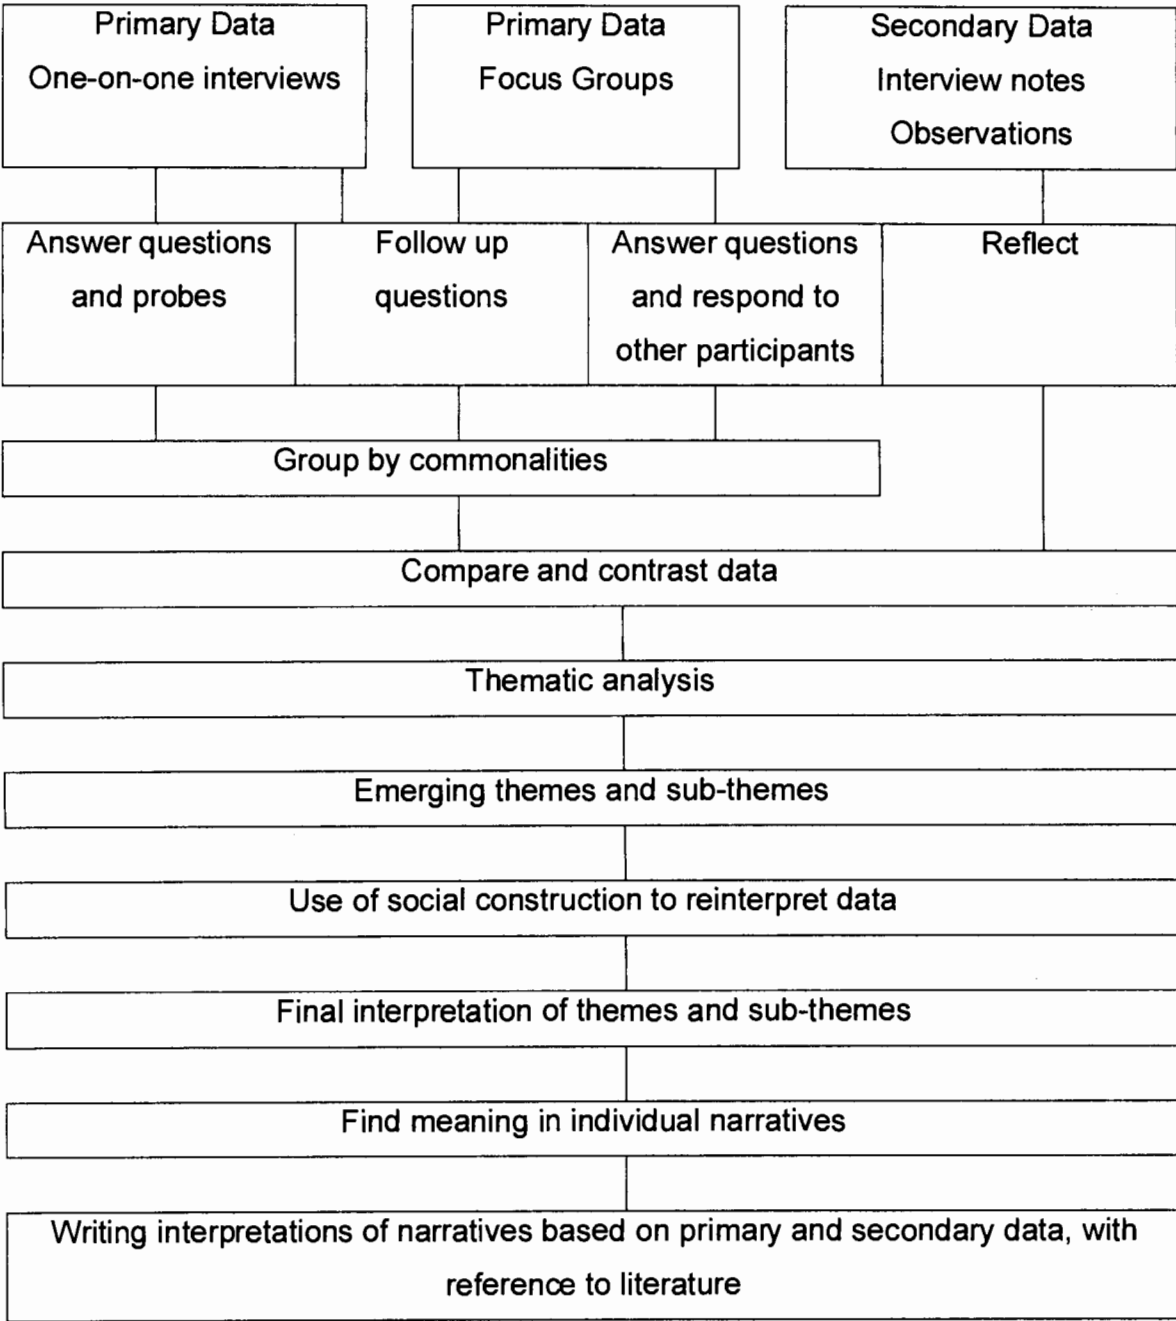 Primary Data
One-on-one interviews
Primary Data
Focus Groups
Secondary Data
Interview notes
Observations
Answer questions
and probes
Follow up
questions
Answer questions
and respond to
other participants
Reflect
Group by commonalities
Compare and contrast data
Thematic analysis
Emerging themes and sub-themes
Use of social construction to reinterpret data
Final interpretation of themes and sub-themes
Find meaning in individual narratives
Writing interpretations of narratives based on primary and secondary data, with
reference to literature